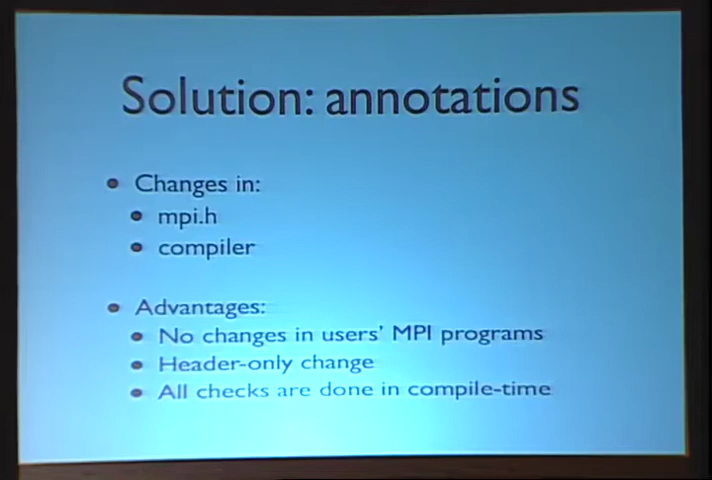 Solution: annotations
• Changes in:
• mpi.h
• compiler
• Advantages:
• No changes in users' MPI programs
• Header-only change
• All checks are done in compile-time